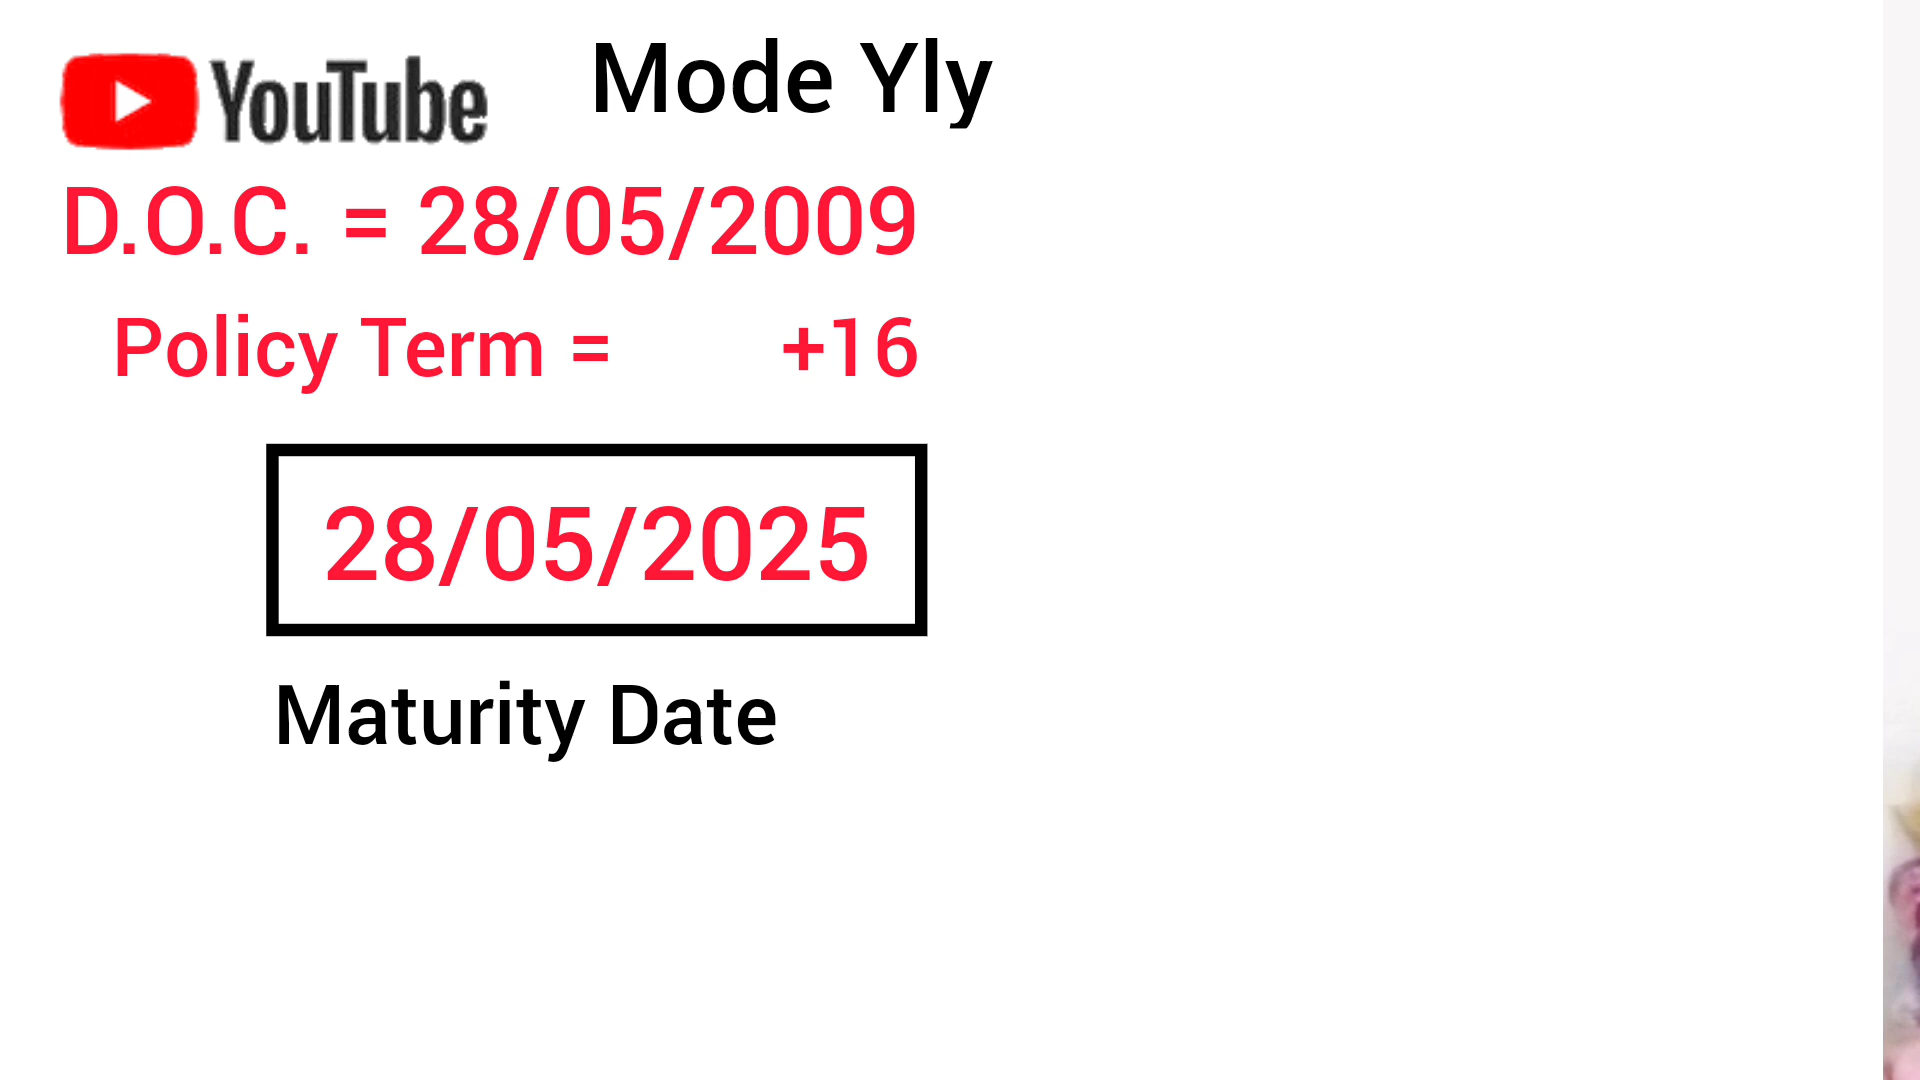 YouTube
Mode Yly
D.O.C. = 28/05/2009
Policy Term = +16
28/05/2025
Maturity Date